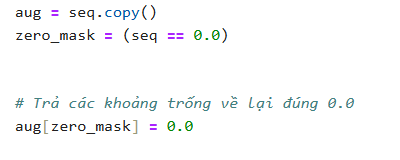 aug = seq.copy()
zero_mask = (seq == 0.0)
# Trả các khoảng trống về lại đúng 0.0
aug[zero_mask] = 0.0